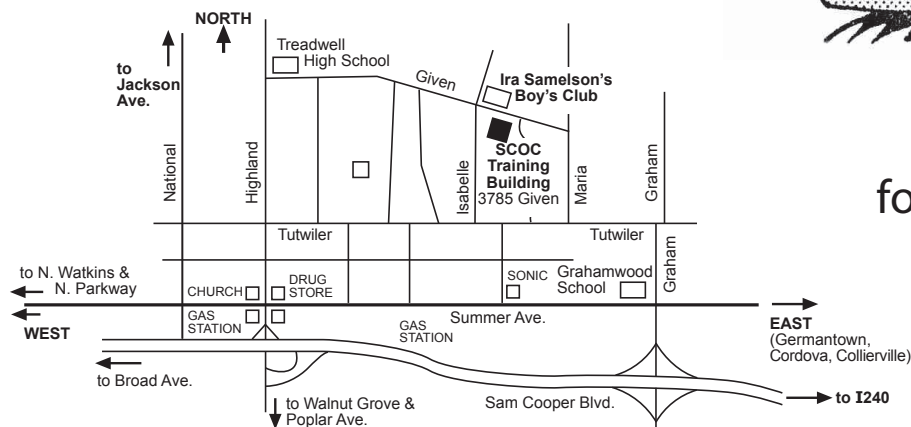 NORTH
to
Jackson
Ave.
Treadwell
High School
Given
Ira Samelson's
Boy's Club
SCOC
Training
Building
3785 Given
National
Highland
Isabelle
Maria
Graham
fo
Tutwiler
Tutwiler
Graham
to N. Watkins &
N. Parkway
CHURCH
DRUG
STORE
SONIC
Grahamwood
School
WEST
GAS
STATION
GAS
STATION
Summer Ave.
EAST
(Germantown,
Cordova, Collierville)
to Broad Ave.
to Walnut Grove &
Poplar Ave.
Sam Cooper Blvd.
to I240